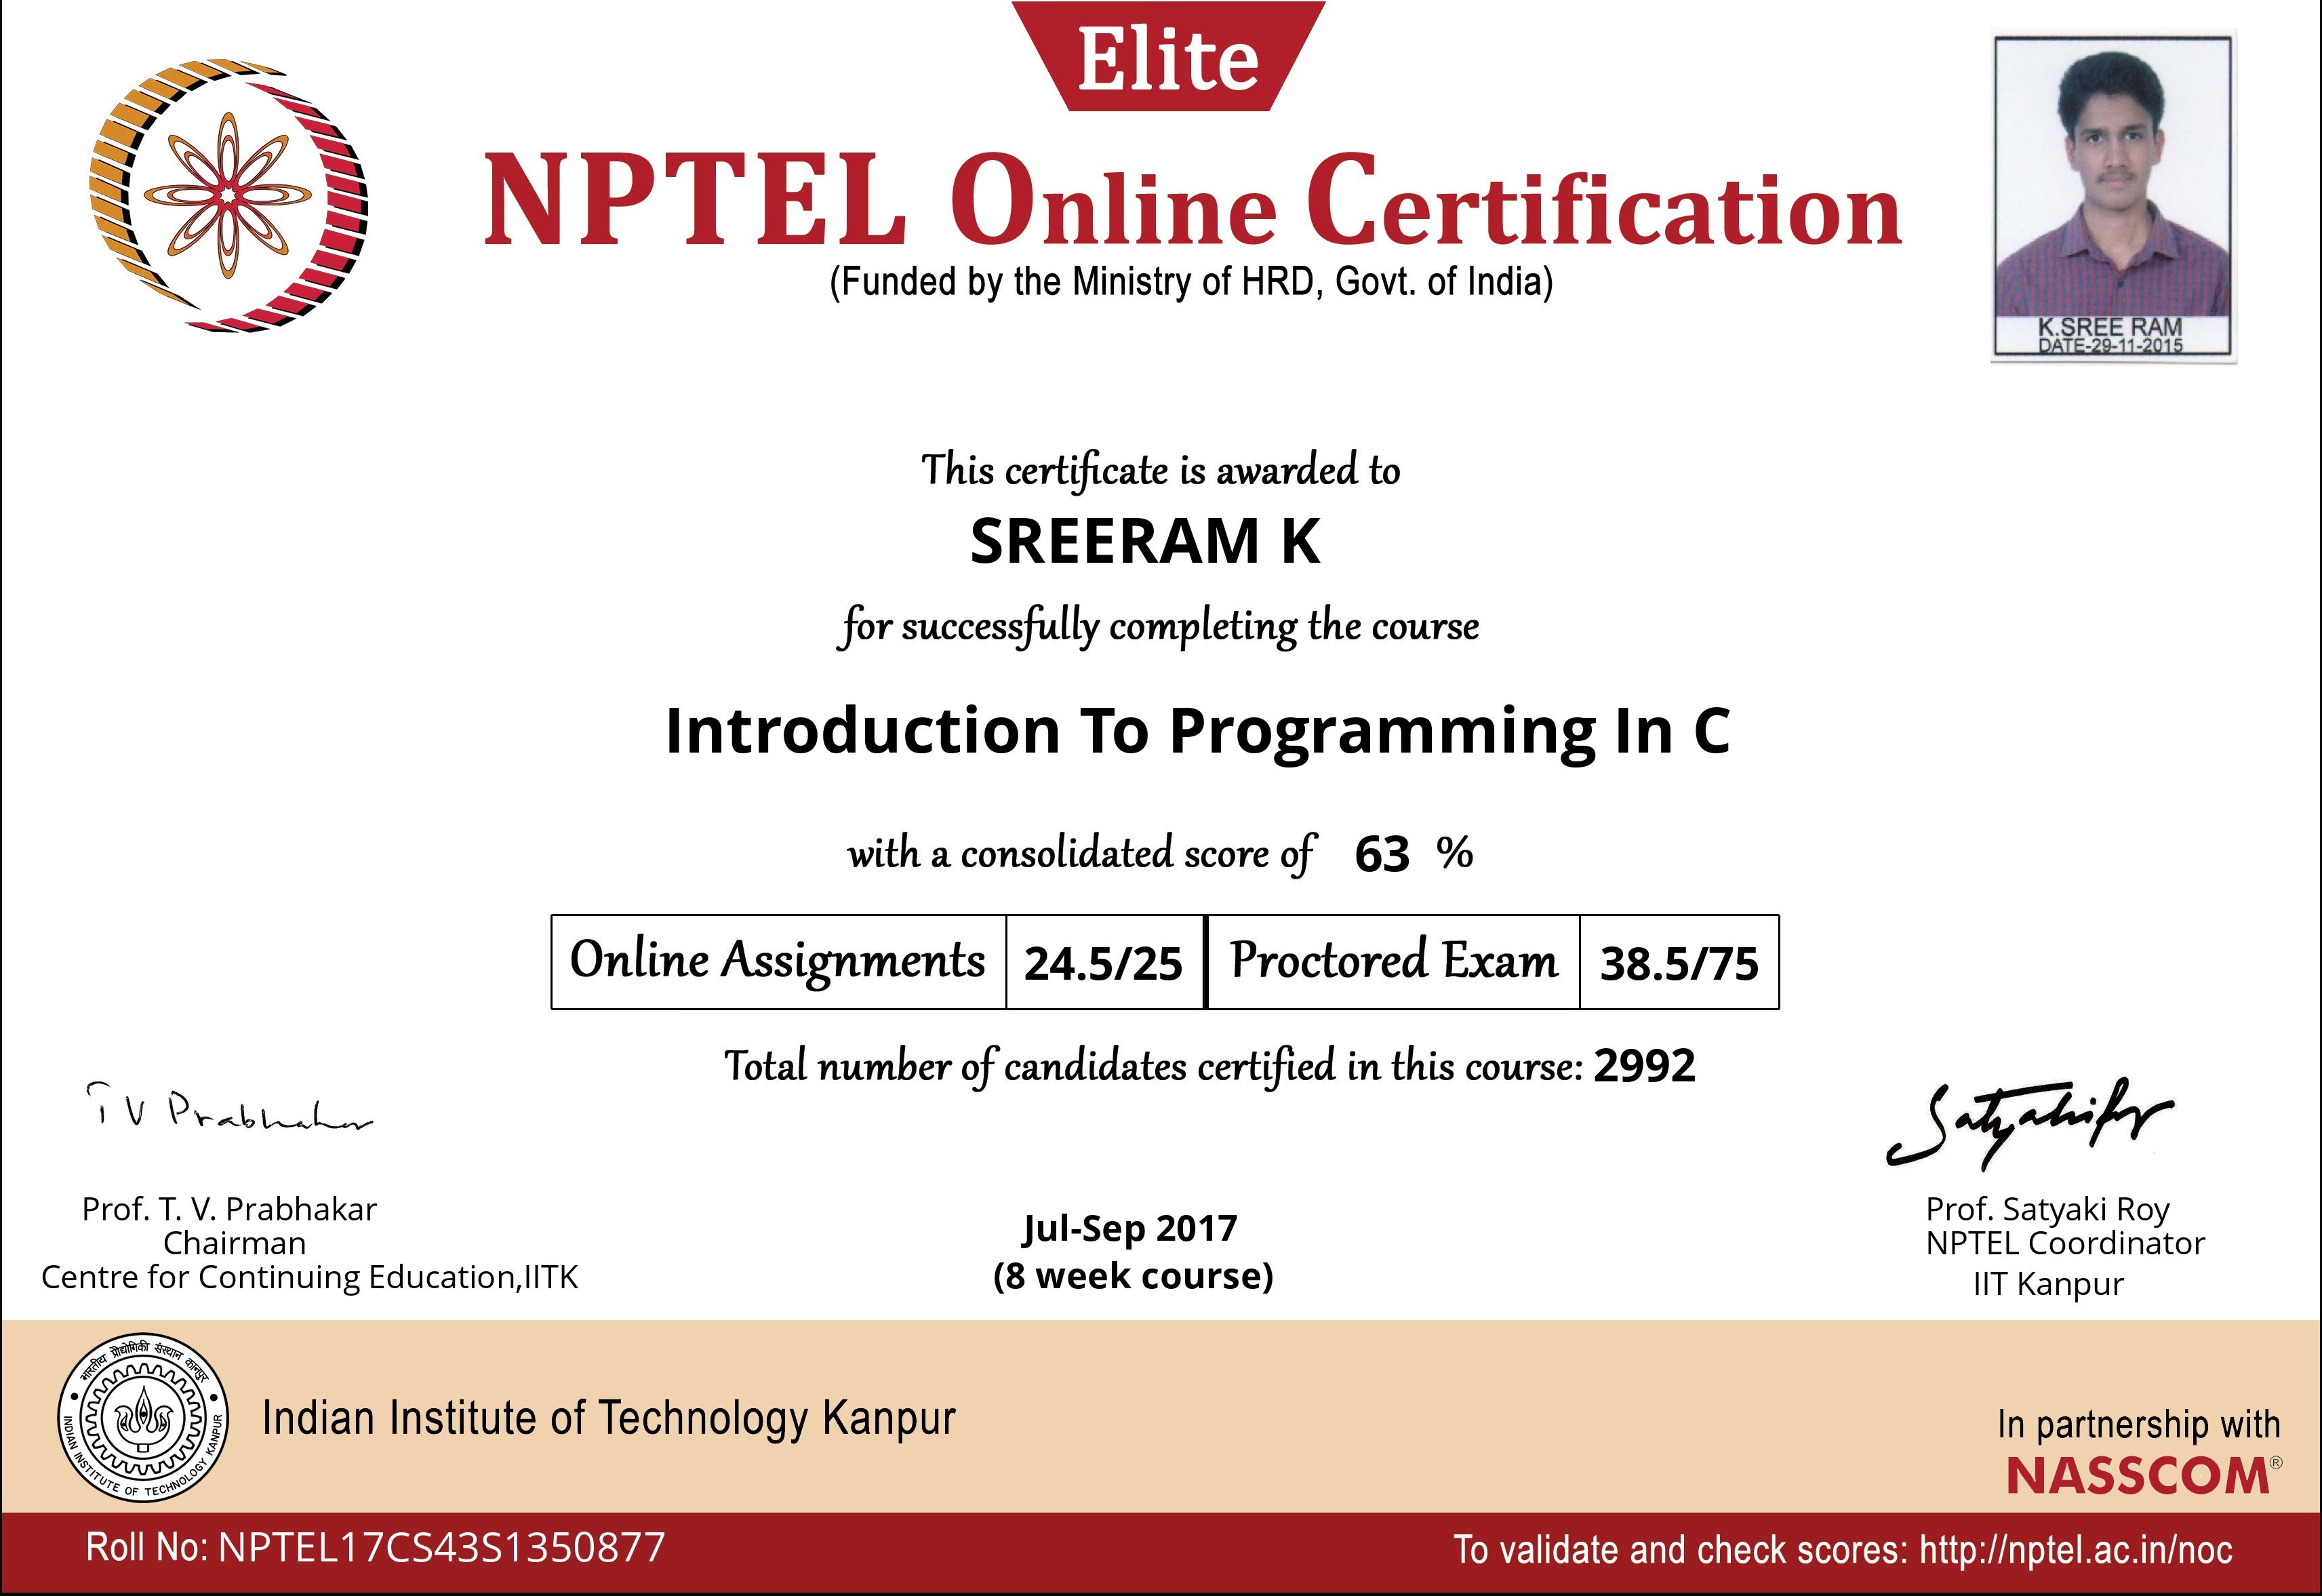 Elite
NPTEL Online Certification
(Funded by the Ministry of HRD, Govt. of India)
K.SREE RAM
DATE-29-11-2015
This certificate is awarded to
SREERAM K
for successfully completing the course
Introduction To Programming In C
with a consolidated score of 63 %
Online Assignments 24.5/25 Proctored Exam 38.5/75
Total number of candidates certified in this course: 2992
T V Prabhakar
Prof. T. V. Prabhakar
Chairman
Centre for Continuing Education,IITK
Jul-Sep 2017
(8 week course)
Prof. Satyaki Roy
NPTEL Coordinator
IIT Kanpur
भारतीय प्रौद्योगिकी संस्थान कानपुर
INDIAN INSTITUTE OF TECHNOLOGY KANPUR
Indian Institute of Technology Kanpur
In partnership with
NASSCOM®
Roll No: NPTEL17CS43S1350877
To validate and check scores: http://nptel.ac.in/noc